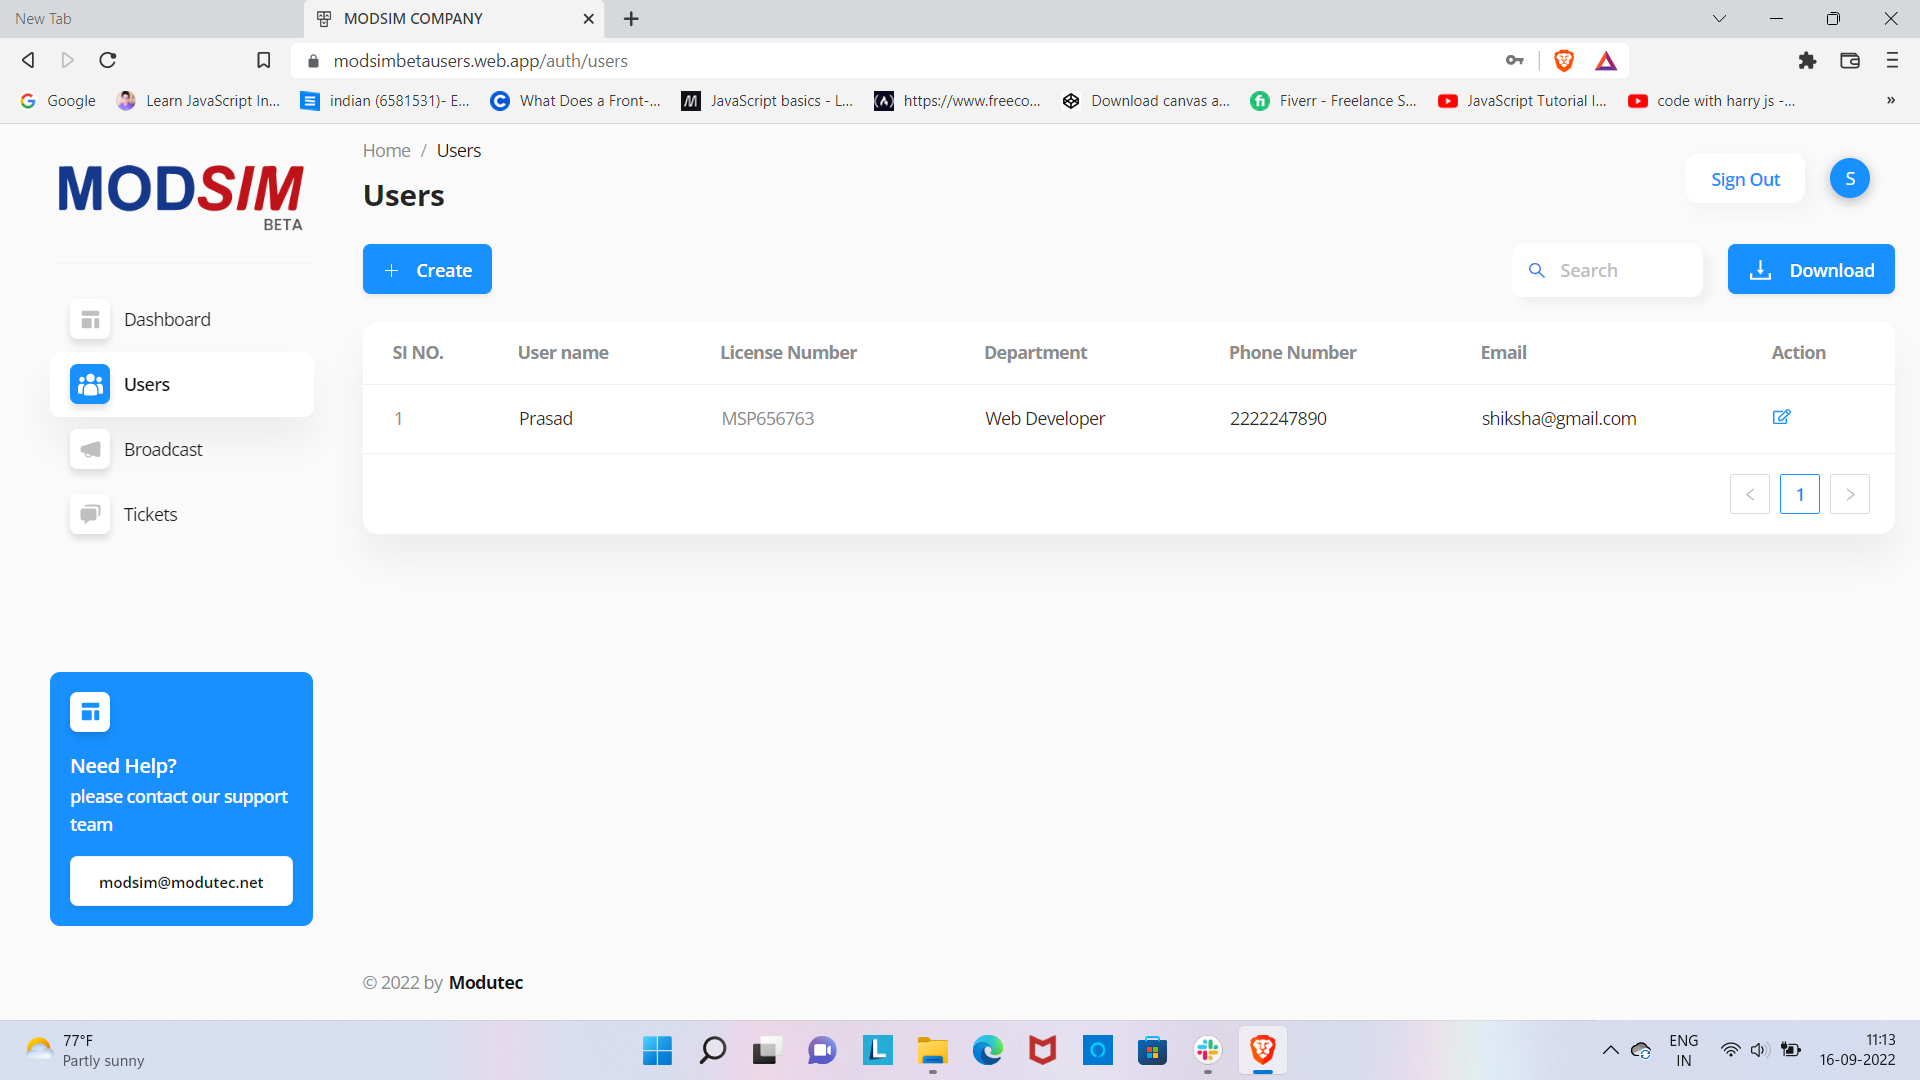 New Tab
MODSIM COMPANY
modsimbetausers.web.app/auth/users
Google
Learn JavaScript In...
indian (6581531)- E...
What Does a Front-...
JavaScript basics - L...
https://www.freeco...
Download canvas a...
Fiverr - Freelance S...
JavaScript Tutorial I...
code with harry js -...
»
MODSIM
BETA
Home / Users
Users
Sign Out
S
Create
Search
Download
Dashboard
Users
Broadcast
Tickets
SI NO. User name License Number Department Phone Number Email Action
1 Prasad MSP656763 Web Developer 2222247890 shiksha@gmail.com
< 1 >
Need Help?
please contact our support
team
modsim@modutec.net
© 2022 by Modutec
77°F
Partly sunny
ENG
IN
11:13
16-09-2022